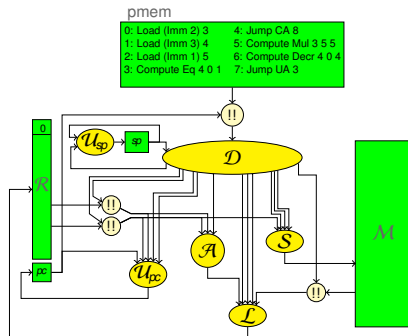 pmem
0: Load (Imm 2) 3 4: Jump CA 8
1: Load (Imm 3) 4 5: Compute Mul 3 5 5
2: Load (Imm 1) 5 6: Compute Decr 4 0 4
3: Compute Eq 4 0 1 7: Jump UA 3
!!
0
U sp
sp
D
R
!!
!!
M
A
S
pc
U pc
L
!!